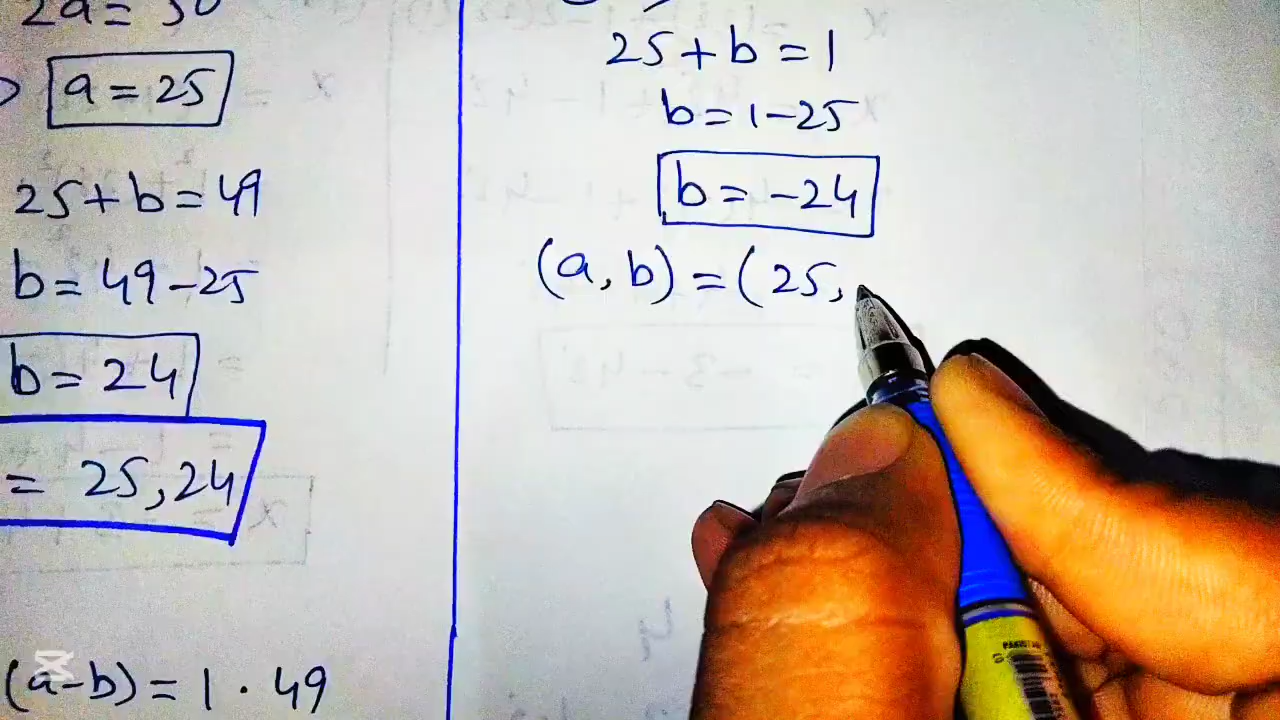 2a = 50
a = 25
25 + b = 49
b = 49 - 25
b = 24
= 25, 24
(a - b) = 1 . 49
25 + b = 1
b = 1 - 25
b = -24
(a, b) = (25,